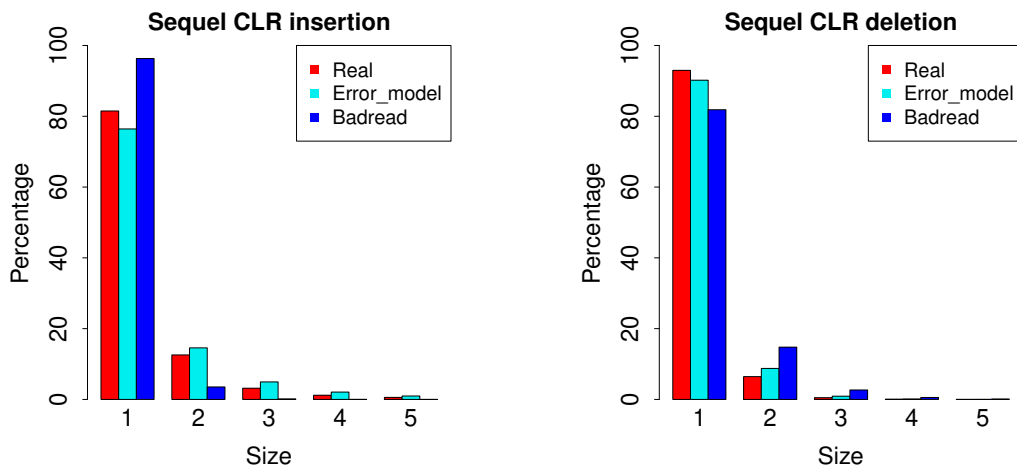 Sequel CLR insertion
100
80
60
40
20
0
Percentage
Real
Error_model
Badread
1 2 3 4 5
Size
Sequel CLR deletion
100
80
60
40
20
0
Percentage
Real
Error_model
Badread
1 2 3 4 5
Size